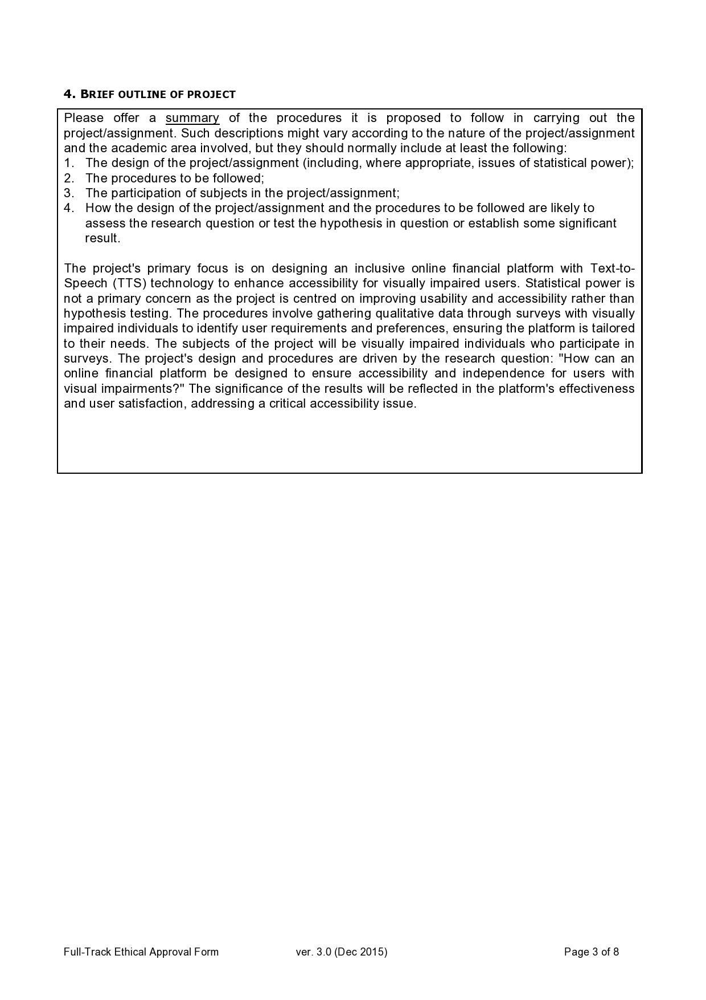 4. BRIEF OUTLINE OF PROJECT
Please offer a summary of the procedures it is proposed to follow in carrying out the
project/assignment. Such descriptions might vary according to the nature of the project/assignment
and the academic area involved, but they should normally include at least the following:
1. The design of the project/assignment (including, where appropriate, issues of statistical power);
2. The procedures to be followed;
3. The participation of subjects in the project/assignment;
4. How the design of the project/assignment and the procedures to be followed are likely to
assess the research question or test the hypothesis in question or establish some significant
result.
The project's primary focus is on designing an inclusive online financial platform with Text-to-
Speech (TTS) technology to enhance accessibility for visually impaired users. Statistical power is
not a primary concern as the project is centred on improving usability and accessibility rather than
hypothesis testing. The procedures involve gathering qualitative data through surveys with visually
impaired individuals to identify user requirements and preferences, ensuring the platform is tailored
to their needs. The subjects of the project will be visually impaired individuals who participate in
surveys. The project's design and procedures are driven by the research question: "How can an
online financial platform be designed to ensure accessibility and independence for users with
visual impairments?" The significance of the results will be reflected in the platform's effectiveness
and user satisfaction, addressing a critical accessibility issue.
Full-Track Ethical Approval Form ver. 3.0 (Dec 2015) Page 3 of 8